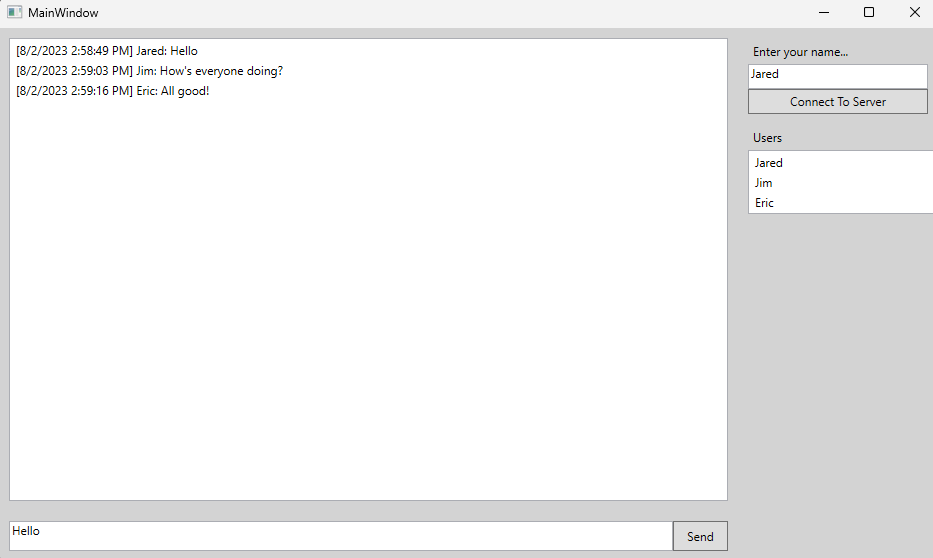 MainWindow
[8/2/2023 2:58:49 PM] Jared: Hello
[8/2/2023 2:59:03 PM] Jim: How's everyone doing?
[8/2/2023 2:59:16 PM] Eric: All good!
Enter your name...
Jared
Connect To Server
Users
Jared
Jim
Eric
Hello
Send